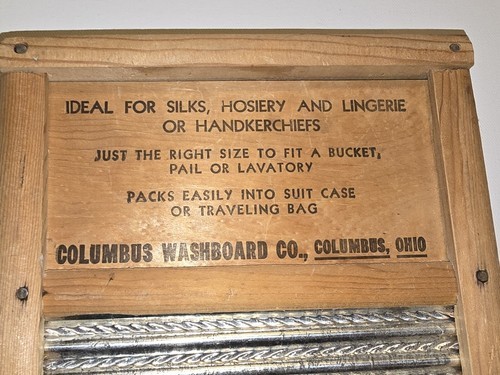 IDEAL FOR SILKS, HOSIERY AND LINGERIE
OR HANDKERCHIEFS
JUST THE RIGHT SIZE TO FIT A BUCKET,
PAIL OR LAVATORY
PACKS EASILY INTO SUIT CASE
OR TRAVELING BAG
COLUMBUS WASHBOARD CO., COLUMBUS, OHIO